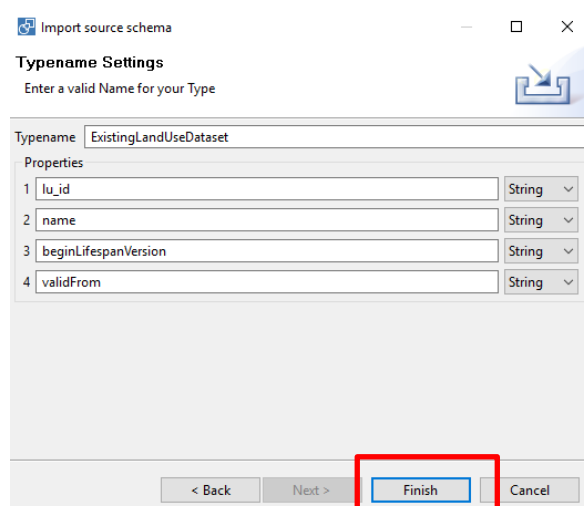 Import source schema
Typename Settings
Enter a valid Name for your Type
Typename ExistingLandUseDataset
Properties
1 lu_id String
2 name String
3 beginLifespanVersion String
4 validFrom String
< Back Next > Finish Cancel